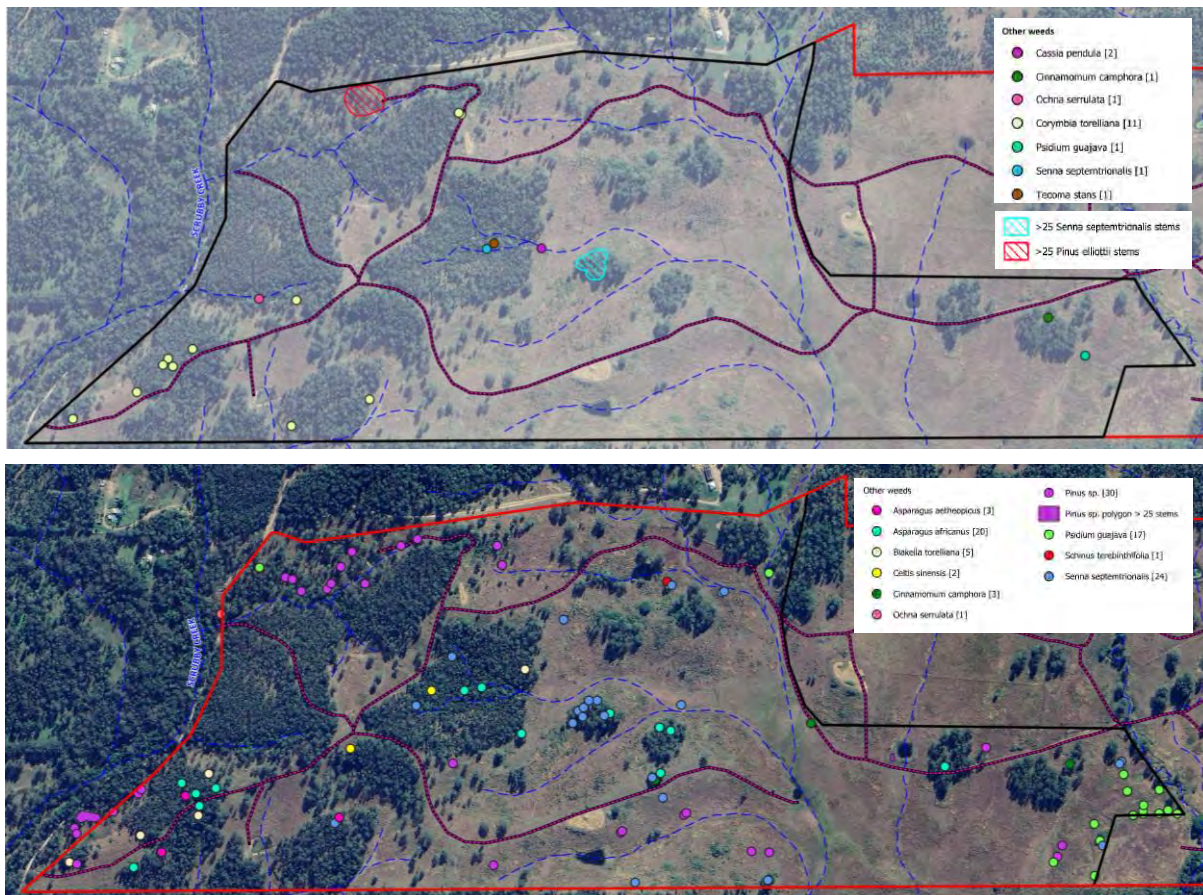 Other weeds
Cassia pendula [2]
Cinnamomum camphora [1]
Ochna serrulata [1]
Corymbia torelliana [11]
Psidium guajava [1]
Senna septemtrionalis [1]
Tecoma stans [1]
>25 Senna septemtrionalis stems
>25 Pinus elliottii stems
SCRUBBY CREEK
Other weeds
Asparagus aetheopicus [3]
Asparagus africanus [20]
Blakella torelliana [5]
Celtis sinensis [2]
Cinnamomum camphora [3]
Ochna serrulata [1]
Pinus sp. [30]
Pinus sp. polygon > 25 stems
Psidium guajava [17]
Schinus terebinthifolia [1]
Senna septemtrionalis [24]
SCRUBBY CREEK